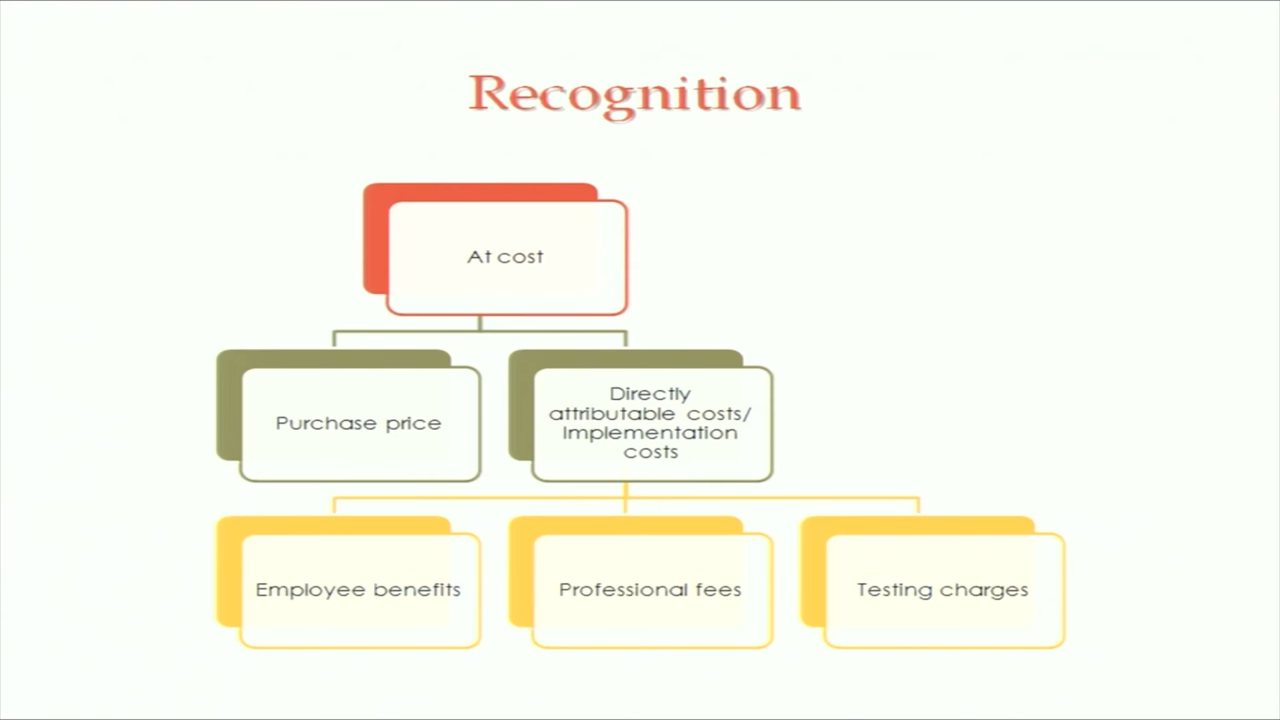 Recognition
At cost
Purchase price
Directly
attributable costs/
Implementation
costs
Employee benefits
Professional fees
Testing charges